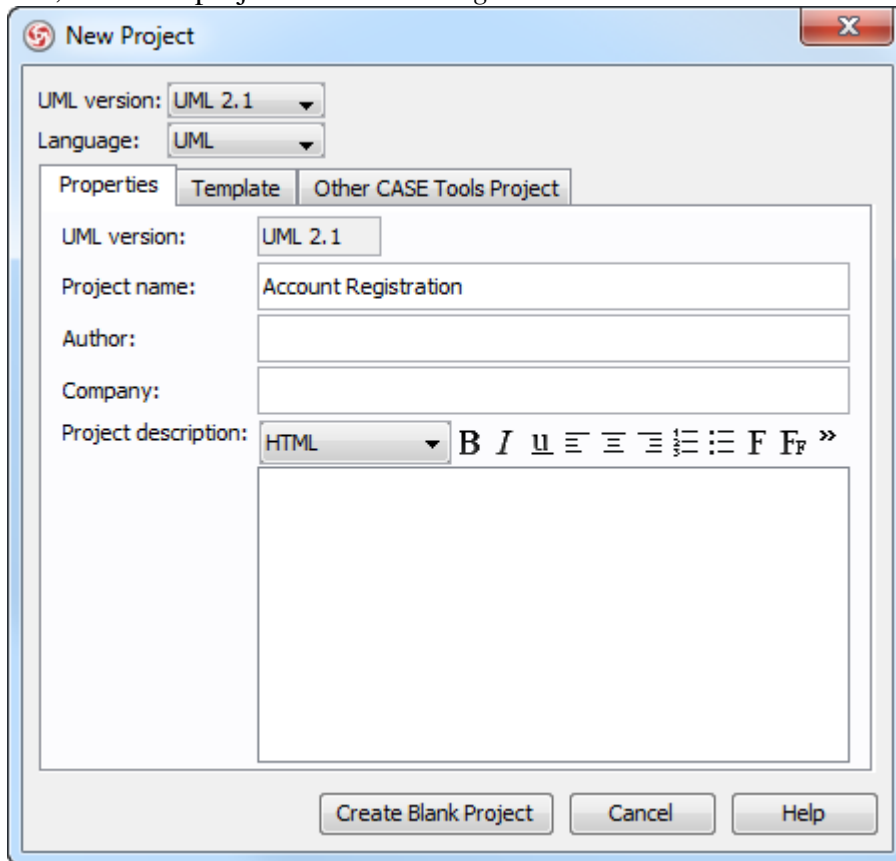 New Project
UML version: UML 2.1
Language: UML
Properties Template Other CASE Tools Project
UML version: UML 2.1
Project name: Account Registration
Author:
Company:
Project description: HTML B I u F FF »
Create Blank Project Cancel Help